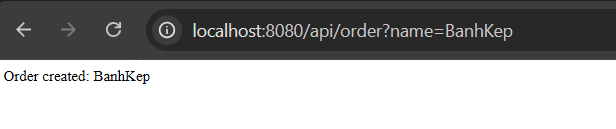 localhost:8080/api/order?name=BanhKep
Order created: BanhKep